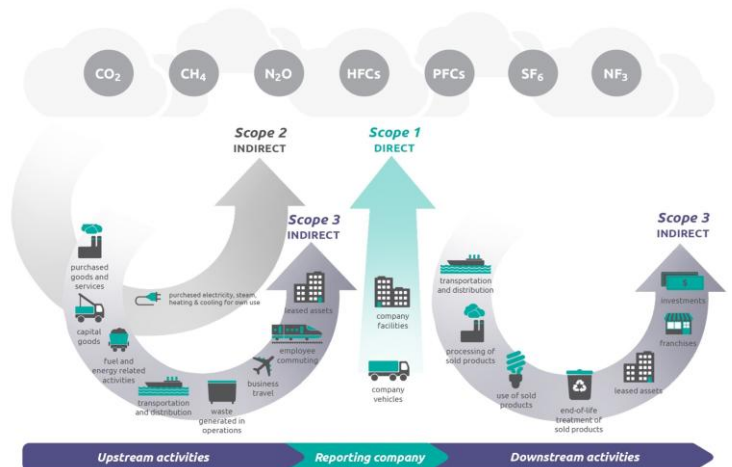 CO₂ CH₄ N₂O HFCs PFCs SF₆ NF₃
Scope 2
INDIRECT
Scope 1
DIRECT
Scope 3
INDIRECT
Scope 3
INDIRECT
purchased
goods and
services
purchased electricity, steam,
heating & cooling for own use
capital
goods
fuel and
energy related
activities
transportation
and distribution
waste
generated in
operations
business
travel
employee
commuting
leased assets
company
facilities
company
vehicles
transportation
and distribution
processing of
sold products
use of sold
products
end-of-life
treatment of
sold products
leased assets
franchises
$
investments
Upstream activities
Reporting company
Downstream activities